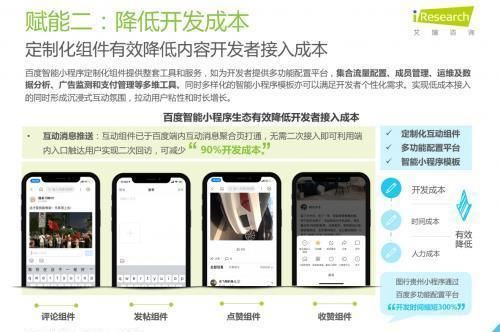 赋能二：降低开发成本
iResearch
艾瑞咨询
定制化组件有效降低内容开发者接入成本
百度智能小程序定制化组件提供整套工具和服务，如为开发者提供多功能配置平台，集合流量配置、成员管理、运维及数
据分析、广告监测和支付管理等多维工具。同时多样化的智能小程序模板亦可以满足开发者个性化需求。实现低成本接入
的同时形成沉浸式互动氛围，拉动用户粘性和时长增长。
百度智能小程序生态有效降低开发者接入成本
互动消息推送：互动组件已于百度端内互动消息聚合页打通，无需二次接入即可利用端
内入口触达用户实现二次回访，可减少“90%开发成本”
定制化互动组件
多功能配置平台
智能小程序模板
开发成本
时间成本
人力成本
有效
降低
图行贵州小程序通过
百度多功能配置平台
“开发时间缩短300%”
评论组件
发帖组件
点赞组件
收赞组件